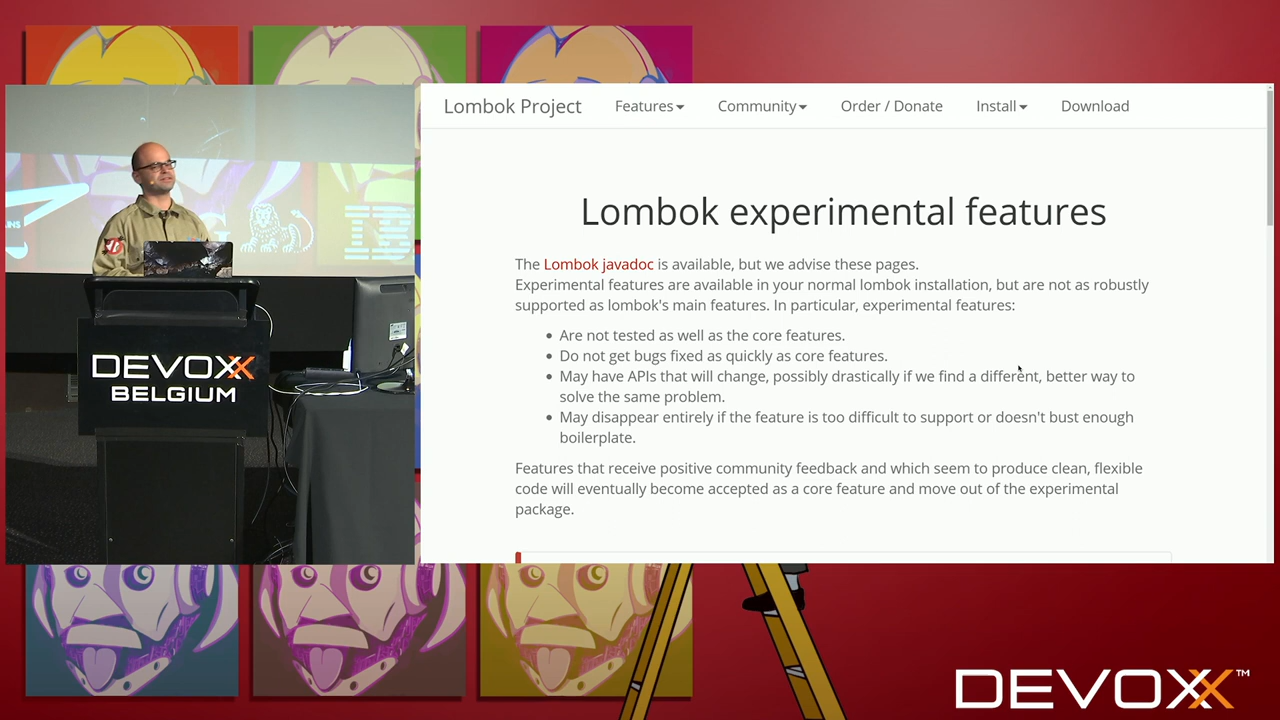 Lombok Project Features Community Order / Donate Install Download
Lombok experimental features
The Lombok javadoc is available, but we advise these pages.
Experimental features are available in your normal lombok installation, but are not as robustly
supported as lombok's main features. In particular, experimental features:
Are not tested as well as the core features.
Do not get bugs fixed as quickly as core features.
May have APIs that will change, possibly drastically if we find a different, better way to
solve the same problem.
May disappear entirely if the feature is too difficult to support or doesn't bust enough
boilerplate.
Features that receive positive community feedback and which seem to produce clean, flexible
code will eventually become accepted as a core feature and move out of the experimental
package.
IBM
DEVOXX
BELGIUM
DEVOXX™